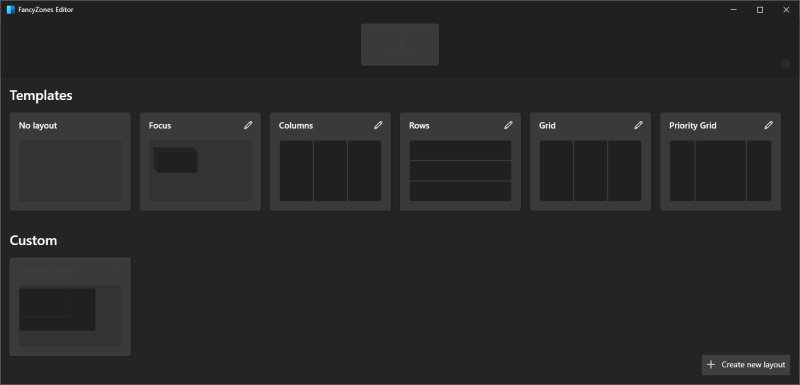 FancyZones Editor
Templates
No layout
Focus
Columns
Rows
Grid
Priority Grid
Custom
Create new layout